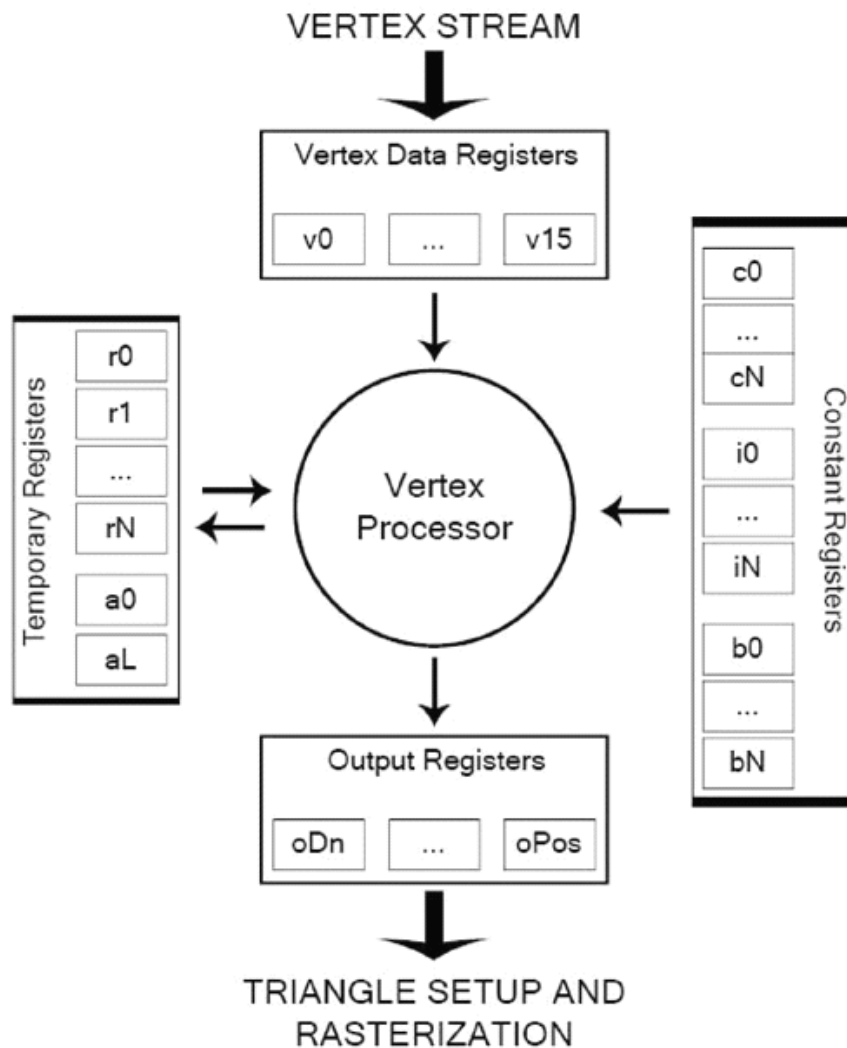 VERTEX STREAM
Vertex Data Registers
v0 ... v15
Temporary Registers
r0
r1
...
rN
a0
aL
Vertex
Processor
c0
...
cN
i0
...
iN
b0
...
bN
Constant Registers
Output Registers
oDn ... oPos
TRIANGLE SETUP AND
RASTERIZATION